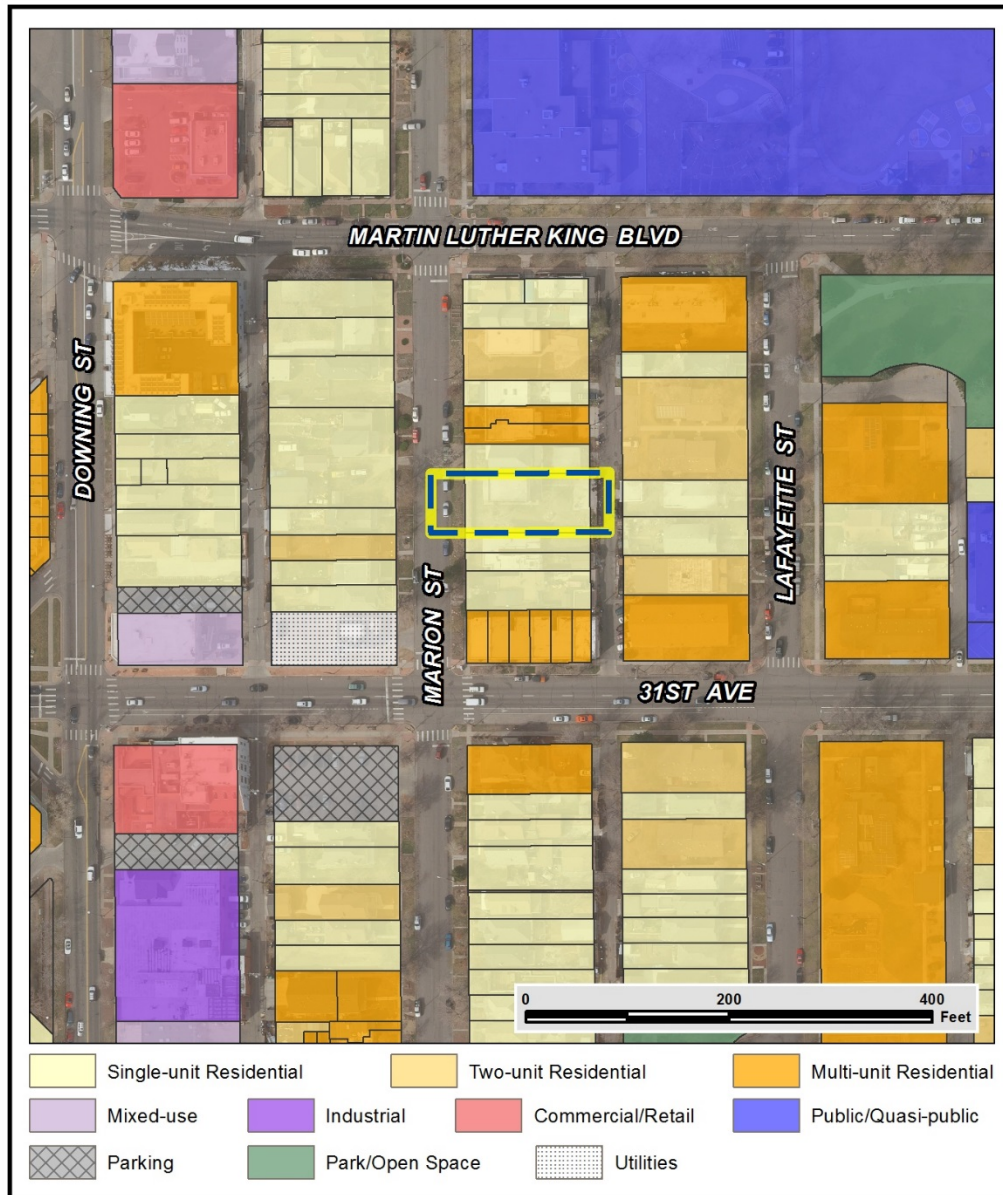 MARTIN LUTHER KING BLVD
DOWNING ST
LAFAYETTE ST
MARION ST
31ST AVE
0 200 400
Feet
Single-unit Residential Two-unit Residential Multi-unit Residential
Mixed-use Industrial Commercial/Retail Public/Quasi-public
Parking Park/Open Space Utilities